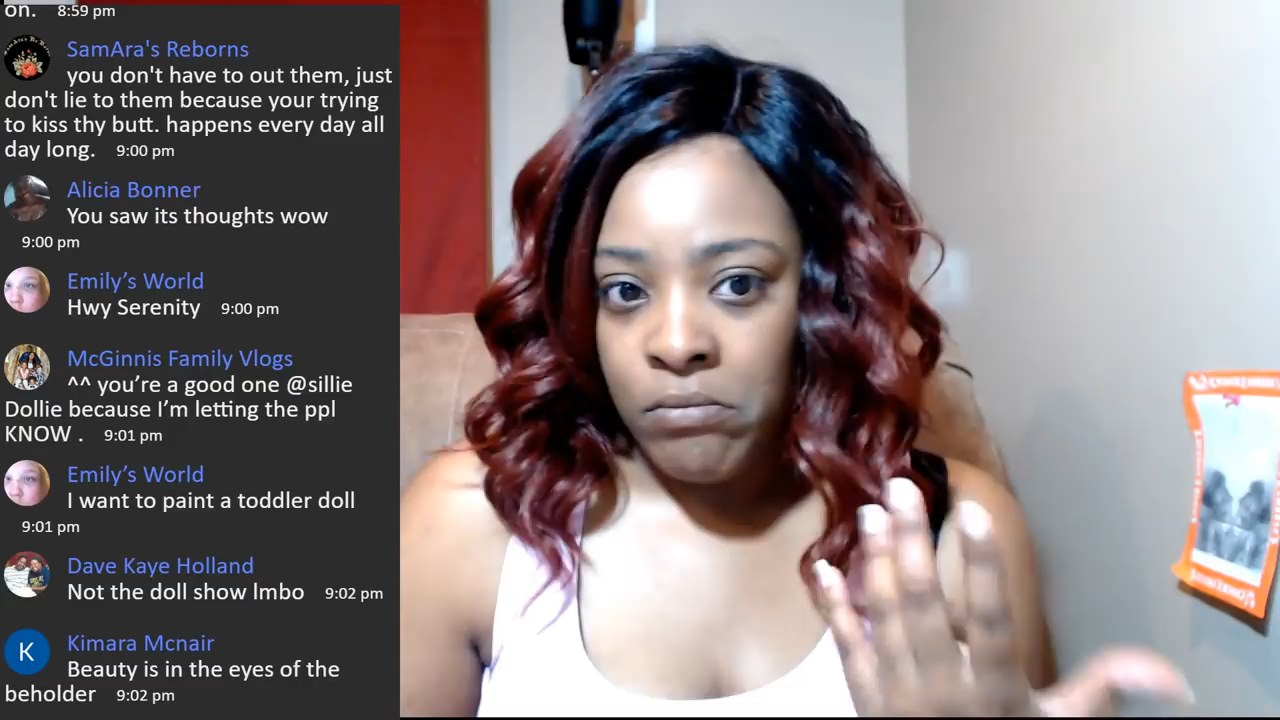 on. 8:59 pm
SamAra's Reborns
you don't have to out them, just
don't lie to them because your trying
to kiss thy butt. happens every day all
day long. 9:00 pm
Alicia Bonner
You saw its thoughts wow
9:00 pm
Emily’s World
Hwy Serenity 9:00 pm
McGinnis Family Vlogs
^^ you’re a good one @sillie
Dollie because I’m letting the ppl
KNOW . 9:01 pm
Emily’s World
I want to paint a toddler doll
9:01 pm
Dave Kaye Holland
Not the doll show lmbo 9:02 pm
K
Kimara Mcnair
Beauty is in the eyes of the
beholder 9:02 pm